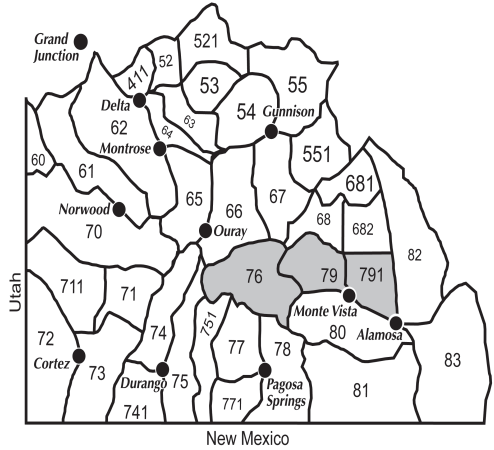 521
Grand
Junction
52
411
53
55
Delta
54
Gunnison
62
63
64
Montrose
551
60
61
681
65
67
Norwood
66
68
70
Ouray
682
82
76
79
791
711
71
Utah
Monte Vista
751
72
74
80
Alamosa
77
78
Cortez
73
83
Durango
75
Pagosa
Springs
81
741
771
New Mexico